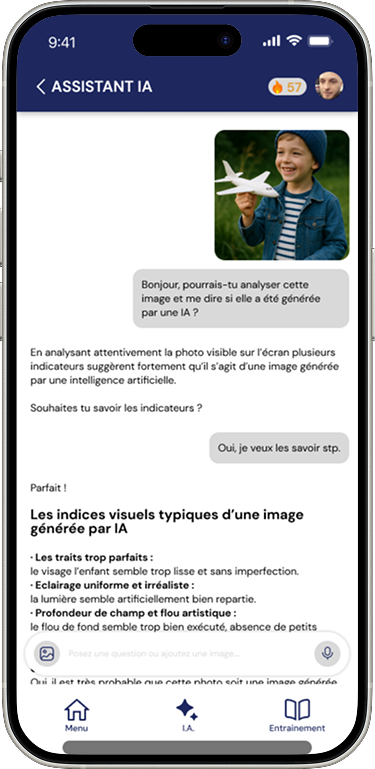 9:41
ASSISTANT IA
57
Bonjour, pourrais-tu analyser cette
image et me dire si elle a été générée
par une IA ?
En analysant attentivement la photo visible sur l'écran plusieurs
indicateurs suggèrent fortement qu'il s'agit d'une image générée
par une intelligence artificielle.
Souhaites tu savoir les indicateurs ?
Oui, je veux les savoir stp.
Parfait !
Les indices visuels typiques d'une image
générée par IA
· Les traits trop parfaits :
le visage l'enfant semble trop lisse et sans imperfection.
· Eclairage uniforme et irréaliste :
la lumière semble artificiellement bien repartie.
· Profondeur de champ et flou artistique :
le flou de fond semble trop bien exécuté, absence de petits
Posez une question ou ajoutez une image...
Oui, il est très probable que cette photo soit une image générée
Menu
I.A.
Entrainement